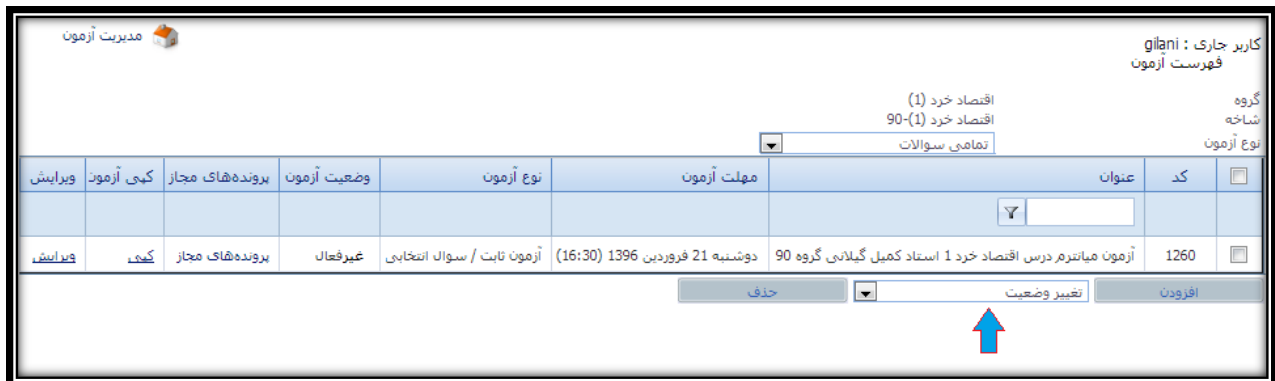 مدیریت آزمون
کاربر جاری : gilani
فهرست آزمون
گروه اقتصاد خرد (1)
شاخه اقتصاد خرد (1)-90
نوع آزمون تمامی سوالات
کد عنوان مهلت آزمون نوع آزمون وضعیت آزمون پرونده‌های مجاز کپی آزمون ویرایش
1260 آزمون میانترم درس اقتصاد خرد 1 استاد کمیل گیلانی گروه 90 دوشنبه 21 فروردین 1396 (16:30) آزمون ثابت / سوال انتخابی غیرفعال پرونده‌های مجاز کپی ویرایش
افزودن تغییر وضعیت حذف